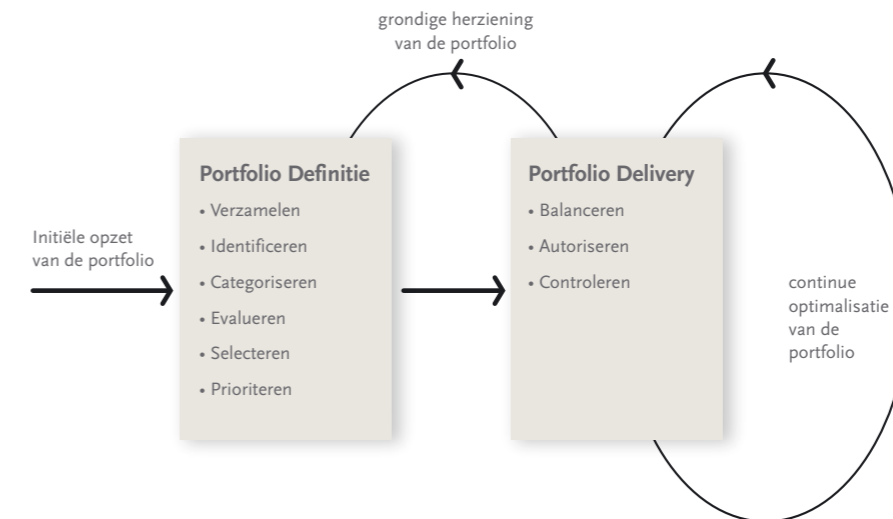 grondige herziening
van de portfolio
Initiële opzet
van de portfolio
Portfolio Definitie
• Verzamelen
• Identificeren
• Categoriseren
• Evalueren
• Selecteren
• Prioriteren
Portfolio Delivery
• Balanceren
• Autoriseren
• Controleren
continue
optimalisatie
van de
portfolio